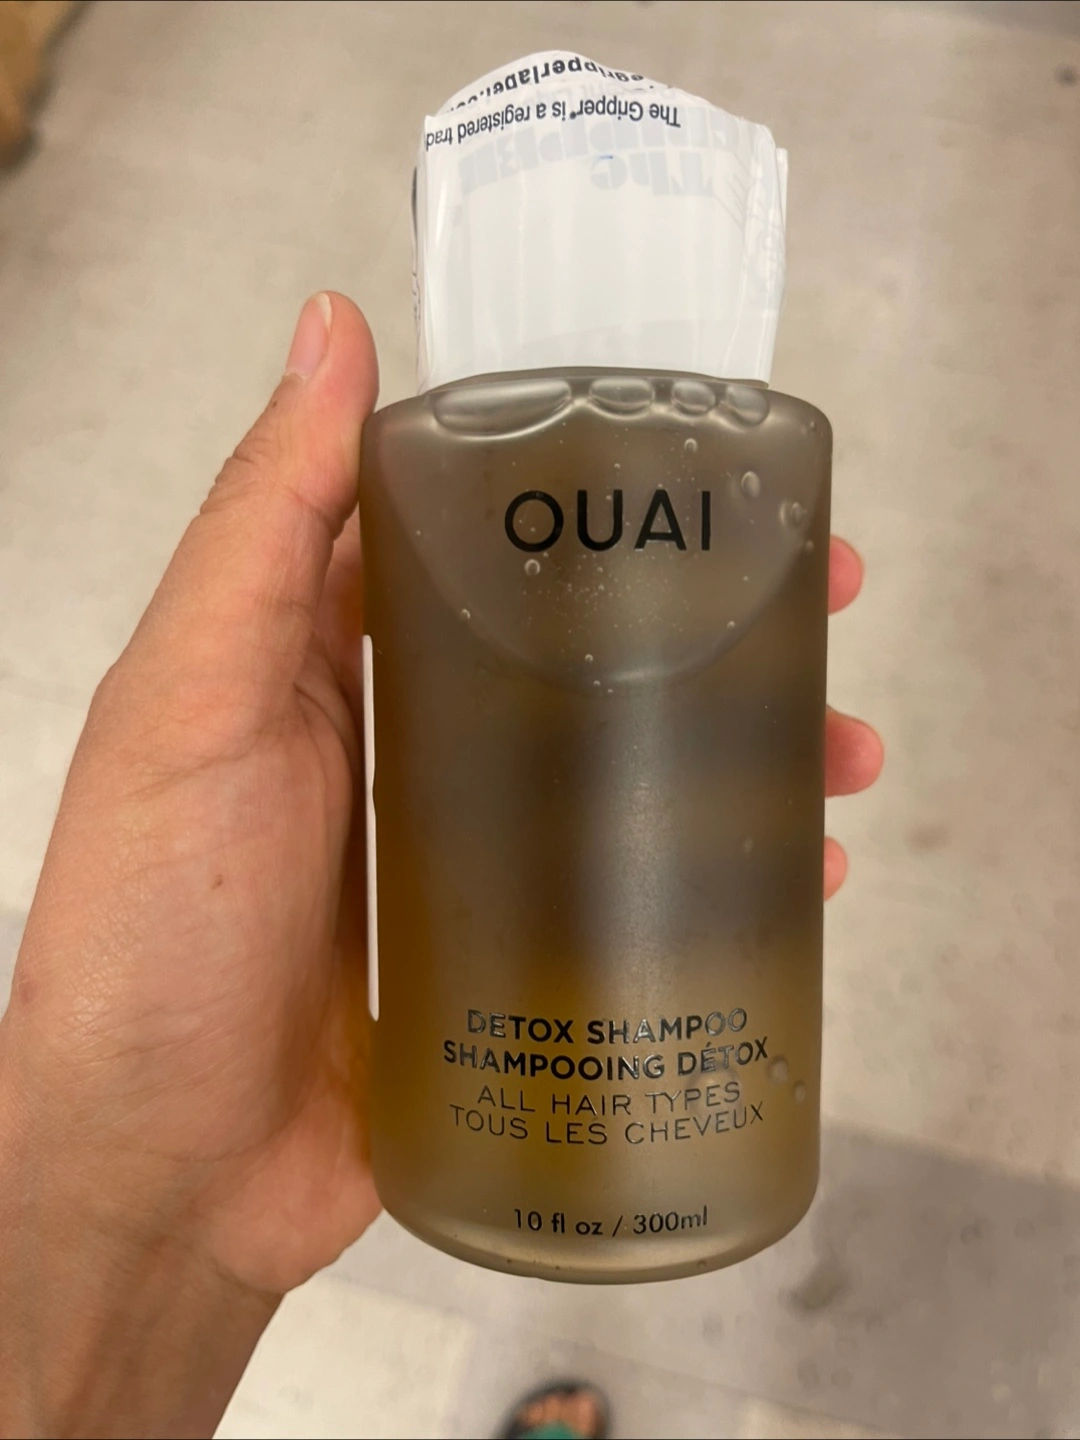 The Gripper® is a registered trad
OUAI
DETOX SHAMPOO
SHAMPOOING DÉTOX
ALL HAIR TYPES
TOUS LES CHEVEUX
10 fl oz / 300ml